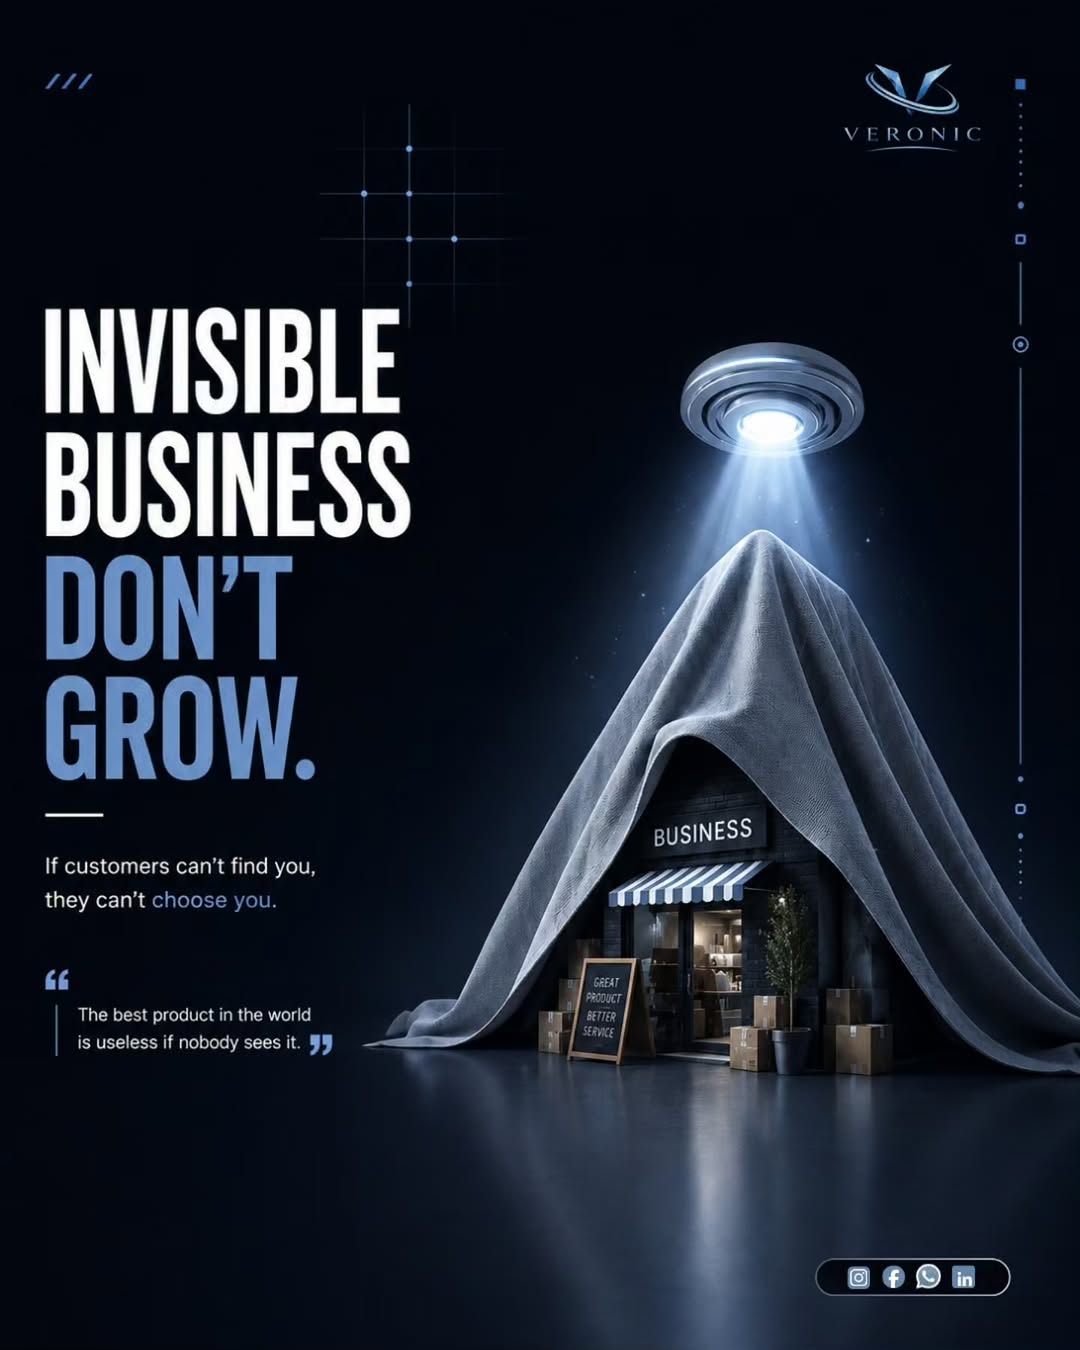 VERONIC
INVISIBLE
BUSINESS
DON'T
GROW.
If customers can't find you,
they can't choose you.
“
The best product in the world
is useless if nobody sees it. ”
BUSINESS
GREAT
PRODUCT
BETTER
SERVICE